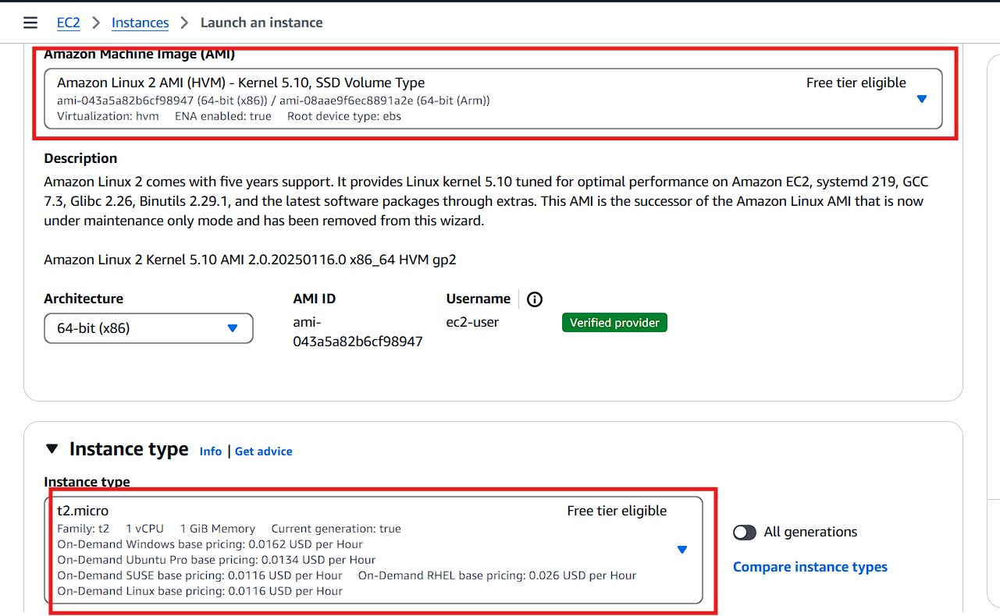 EC2 > Instances > Launch an instance
Amazon Machine Image (AMI)
Amazon Linux 2 AMI (HVM) - Kernel 5.10, SSD Volume Type Free tier eligible
ami-043a5a82b6cf98947 (64-bit (x86)) / ami-08aae9f6ec8891a2e (64-bit (Arm))
Virtualization: hvm ENA enabled: true Root device type: ebs
Description
Amazon Linux 2 comes with five years support. It provides Linux kernel 5.10 tuned for optimal performance on Amazon EC2, systemd 219, GCC
7.3, Glibc 2.26, Binutils 2.29.1, and the latest software packages through extras. This AMI is the successor of the Amazon Linux AMI that is now
under maintenance only mode and has been removed from this wizard.
Amazon Linux 2 Kernel 5.10 AMI 2.0.20250116.0 x86_64 HVM gp2
Architecture AMI ID Username
64-bit (x86) ami- ec2-user Verified provider
043a5a82b6cf98947
Instance type Info | Get advice
Instance type
t2.micro Free tier eligible
Family: t2 1 vCPU 1 GiB Memory Current generation: true
On-Demand Windows base pricing: 0.0162 USD per Hour
On-Demand Ubuntu Pro base pricing: 0.0134 USD per Hour
On-Demand SUSE base pricing: 0.0116 USD per Hour On-Demand RHEL base pricing: 0.026 USD per Hour
On-Demand Linux base pricing: 0.0116 USD per Hour
All generations
Compare instance types